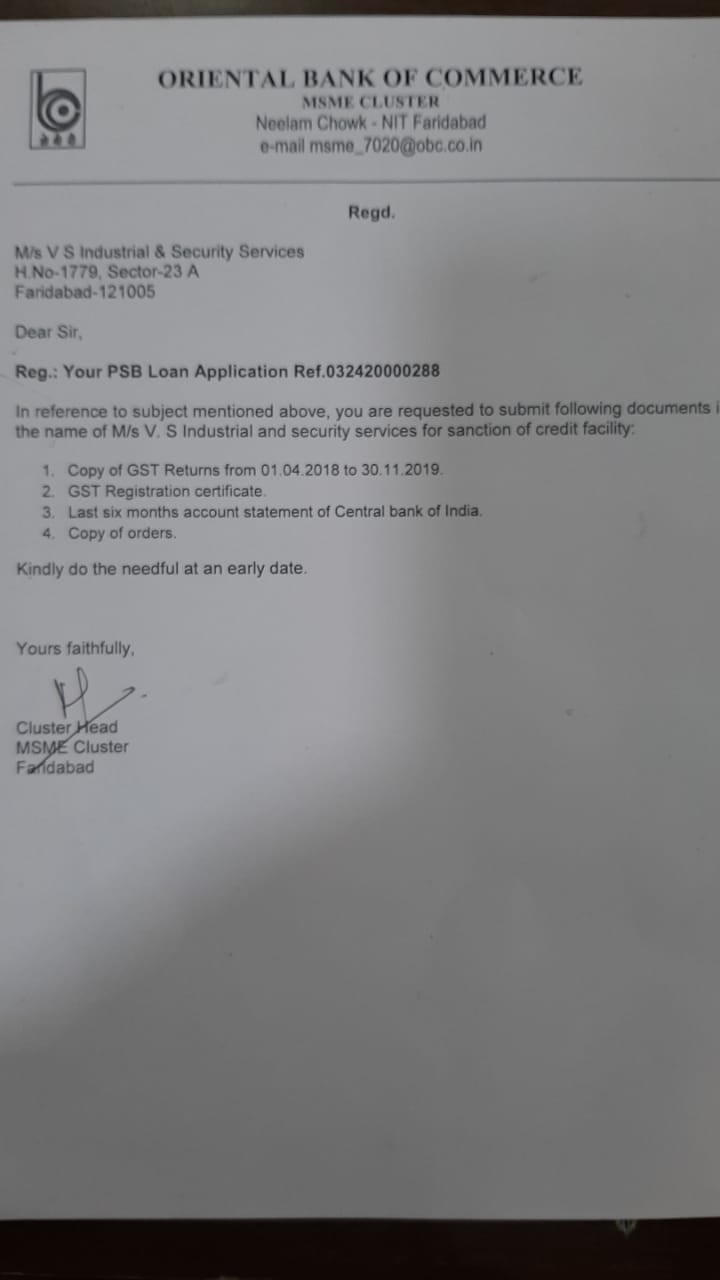 ORIENTAL BANK OF COMMERCE
MSME CLUSTER
Neelam Chowk - NIT Faridabad
e-mail msme_7020@obc.co.in
Regd.
M/s V S Industrial & Security Services
H.No-1779, Sector-23 A
Faridabad-121005
Dear Sir,
Reg.: Your PSB Loan Application Ref.032420000288
In reference to subject mentioned above, you are requested to submit following documents
the name of M/s V. S Industrial and security services for sanction of credit facility:
1. Copy of GST Returns from 01.04.2018 to 30.11.2019.
2. GST Registration certificate.
3. Last six months account statement of Central bank of India.
4. Copy of orders.
Kindly do the needful at an early date.
Yours faithfully,
Cluster Head
MSME Cluster
Faridabad